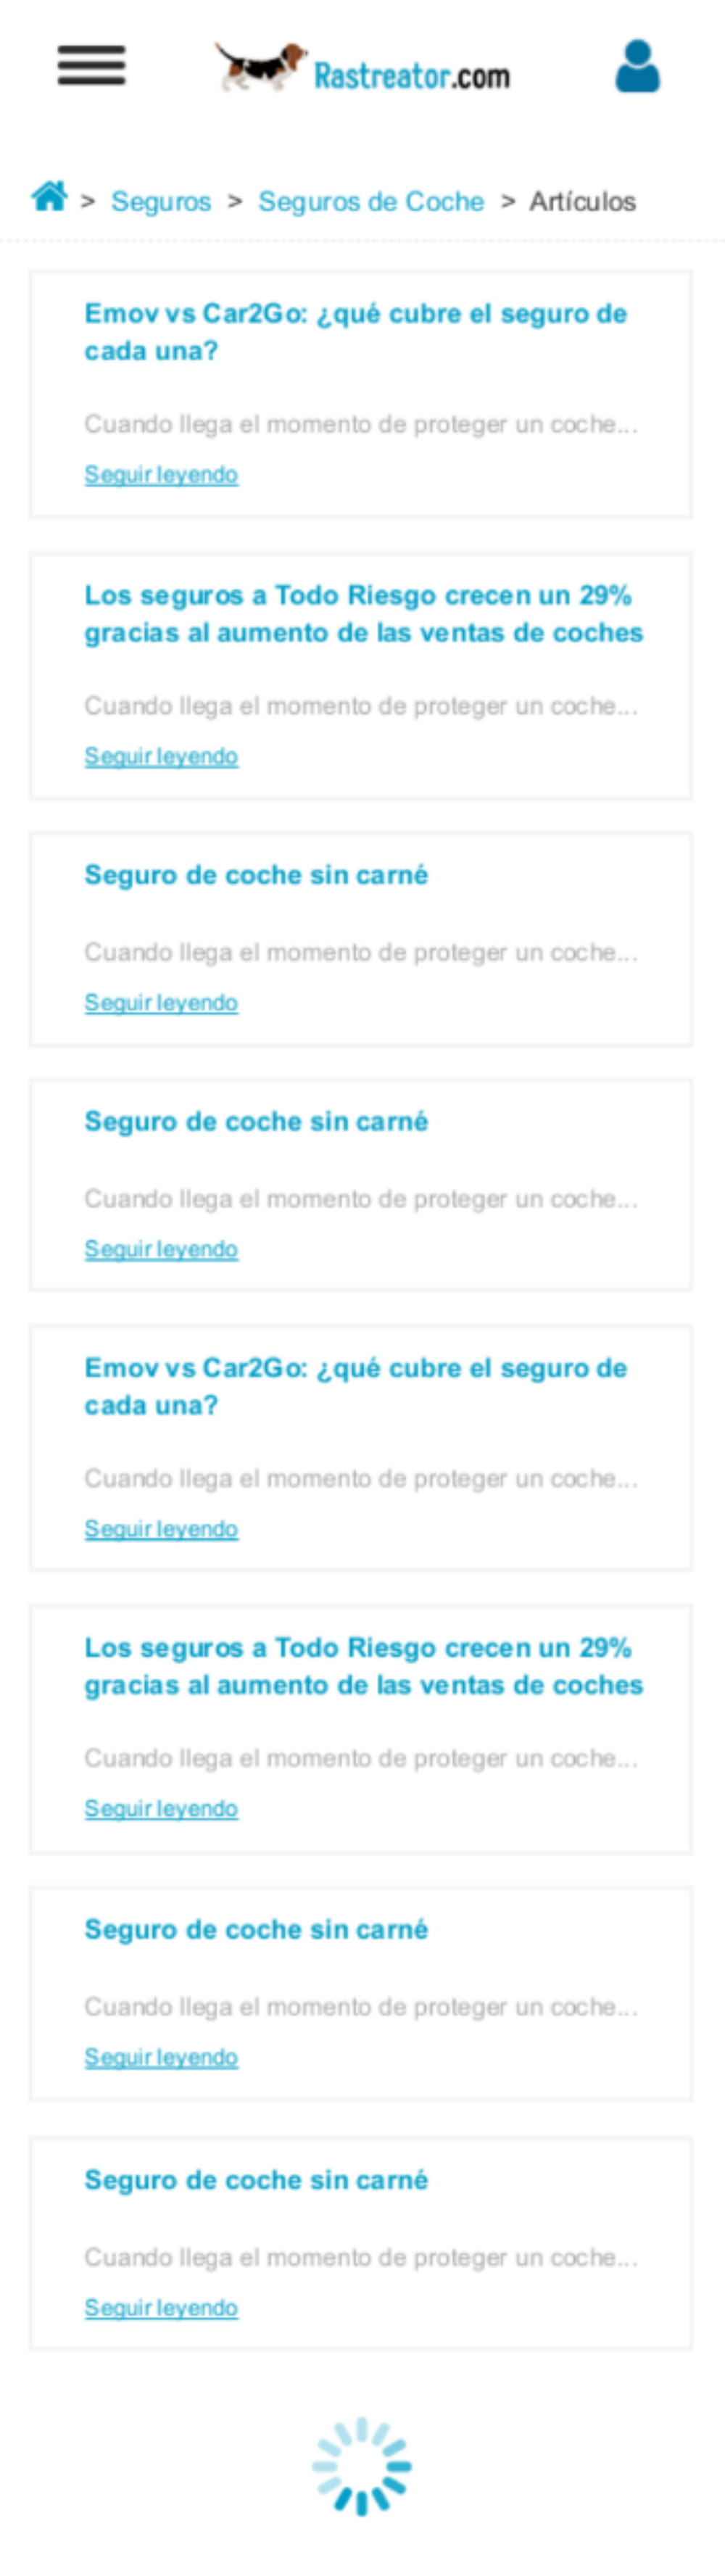 Rastreator.com
> Seguros > Seguros de Coche > Artículos
Emov vs Car2Go: ¿qué cubre el seguro de
cada una?
Cuando llega el momento de proteger un coche...
Seguir leyendo
Los seguros a Todo Riesgo crecen un 29%
gracias al aumento de las ventas de coches
Cuando llega el momento de proteger un coche...
Seguir leyendo
Seguro de coche sin carné
Cuando llega el momento de proteger un coche...
Seguir leyendo
Seguro de coche sin carné
Cuando llega el momento de proteger un coche...
Seguir leyendo
Emov vs Car2Go: ¿qué cubre el seguro de
cada una?
Cuando llega el momento de proteger un coche...
Seguir leyendo
Los seguros a Todo Riesgo crecen un 29%
gracias al aumento de las ventas de coches
Cuando llega el momento de proteger un coche...
Seguir leyendo
Seguro de coche sin carné
Cuando llega el momento de proteger un coche...
Seguir leyendo
Seguro de coche sin carné
Cuando llega el momento de proteger un coche...
Seguir leyendo